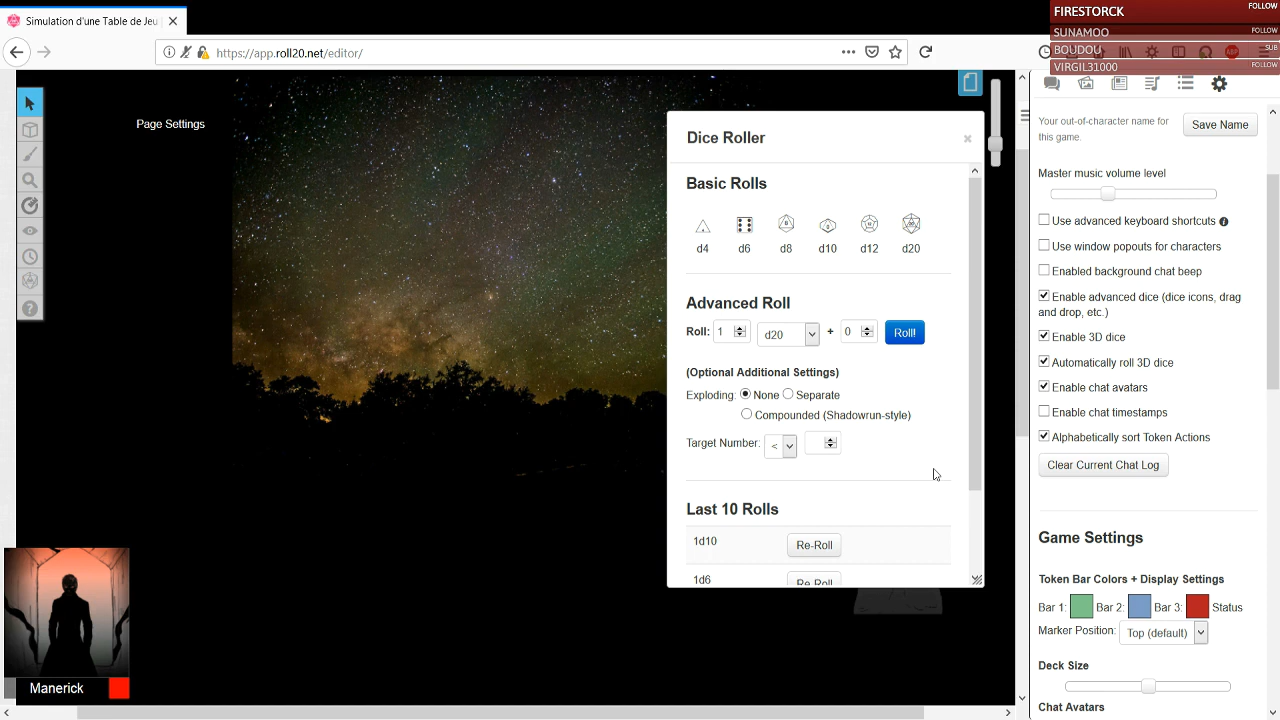 Simulation d'une Table de Jeu
https://app.roll20.net/editor/
FIRESTORCK FOLLOW
SUNAMOO FOLLOW
BOUDOU SUB
VIRGIL31000 FOLLOW
Page Settings
Dice Roller
Basic Rolls
d4 d6 d8 d10 d12 d20
Advanced Roll
Roll: 1 d20 + 0 Roll!
(Optional Additional Settings)
Exploding: None Separate
Compounded (Shadowrun-style)
Target Number: <
Last 10 Rolls
1d10 Re-Roll
1d6 Re-Roll
Manerick
Your out-of-character name for
this game.
Save Name
Master music volume level
Use advanced keyboard shortcuts
Use window popouts for characters
Enabled background chat beep
Enable advanced dice (dice icons, drag
and drop, etc.)
Enable 3D dice
Automatically roll 3D dice
Enable chat avatars
Enable chat timestamps
Alphabetically sort Token Actions
Clear Current Chat Log
Game Settings
Token Bar Colors + Display Settings
Bar 1: Bar 2: Bar 3: Status
Marker Position: Top (default)
Deck Size
Chat Avatars